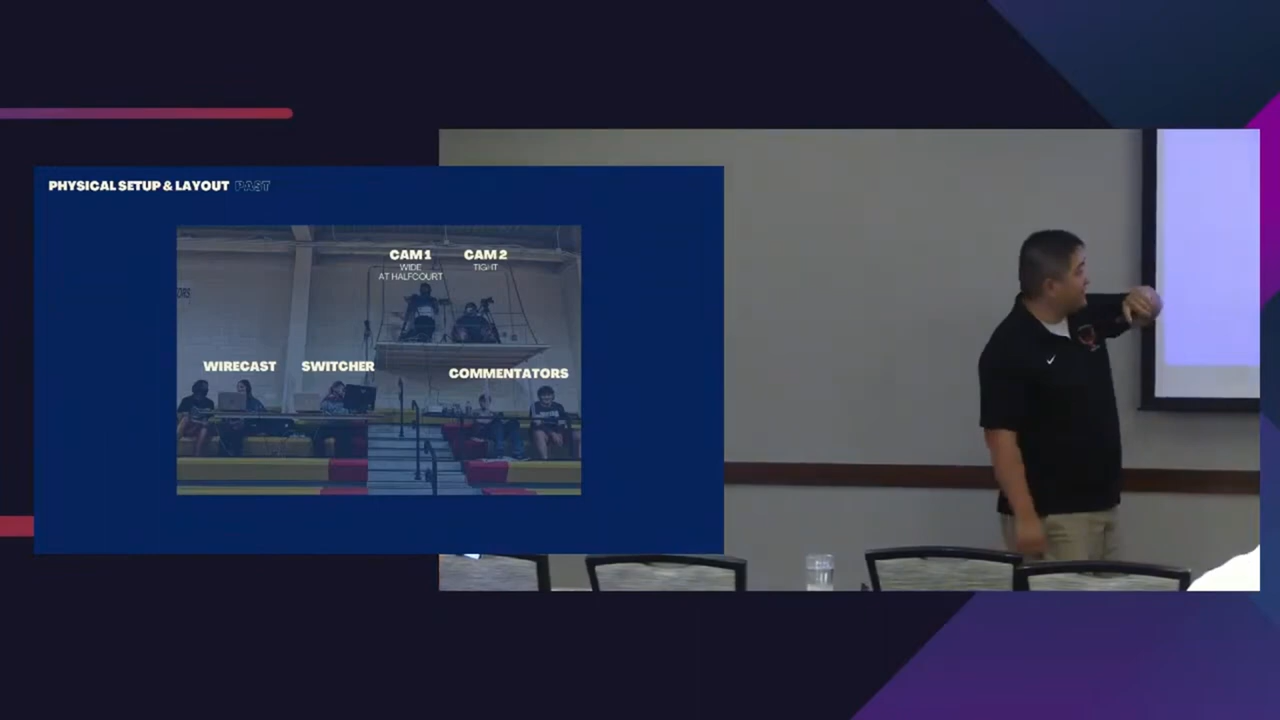 PHYSICAL SETUP & LAYOUT PAST
CAM 1
WIDE
AT HALFCOURT
CAM 2
TIGHT
WIRECAST
SWITCHER
COMMENTATORS